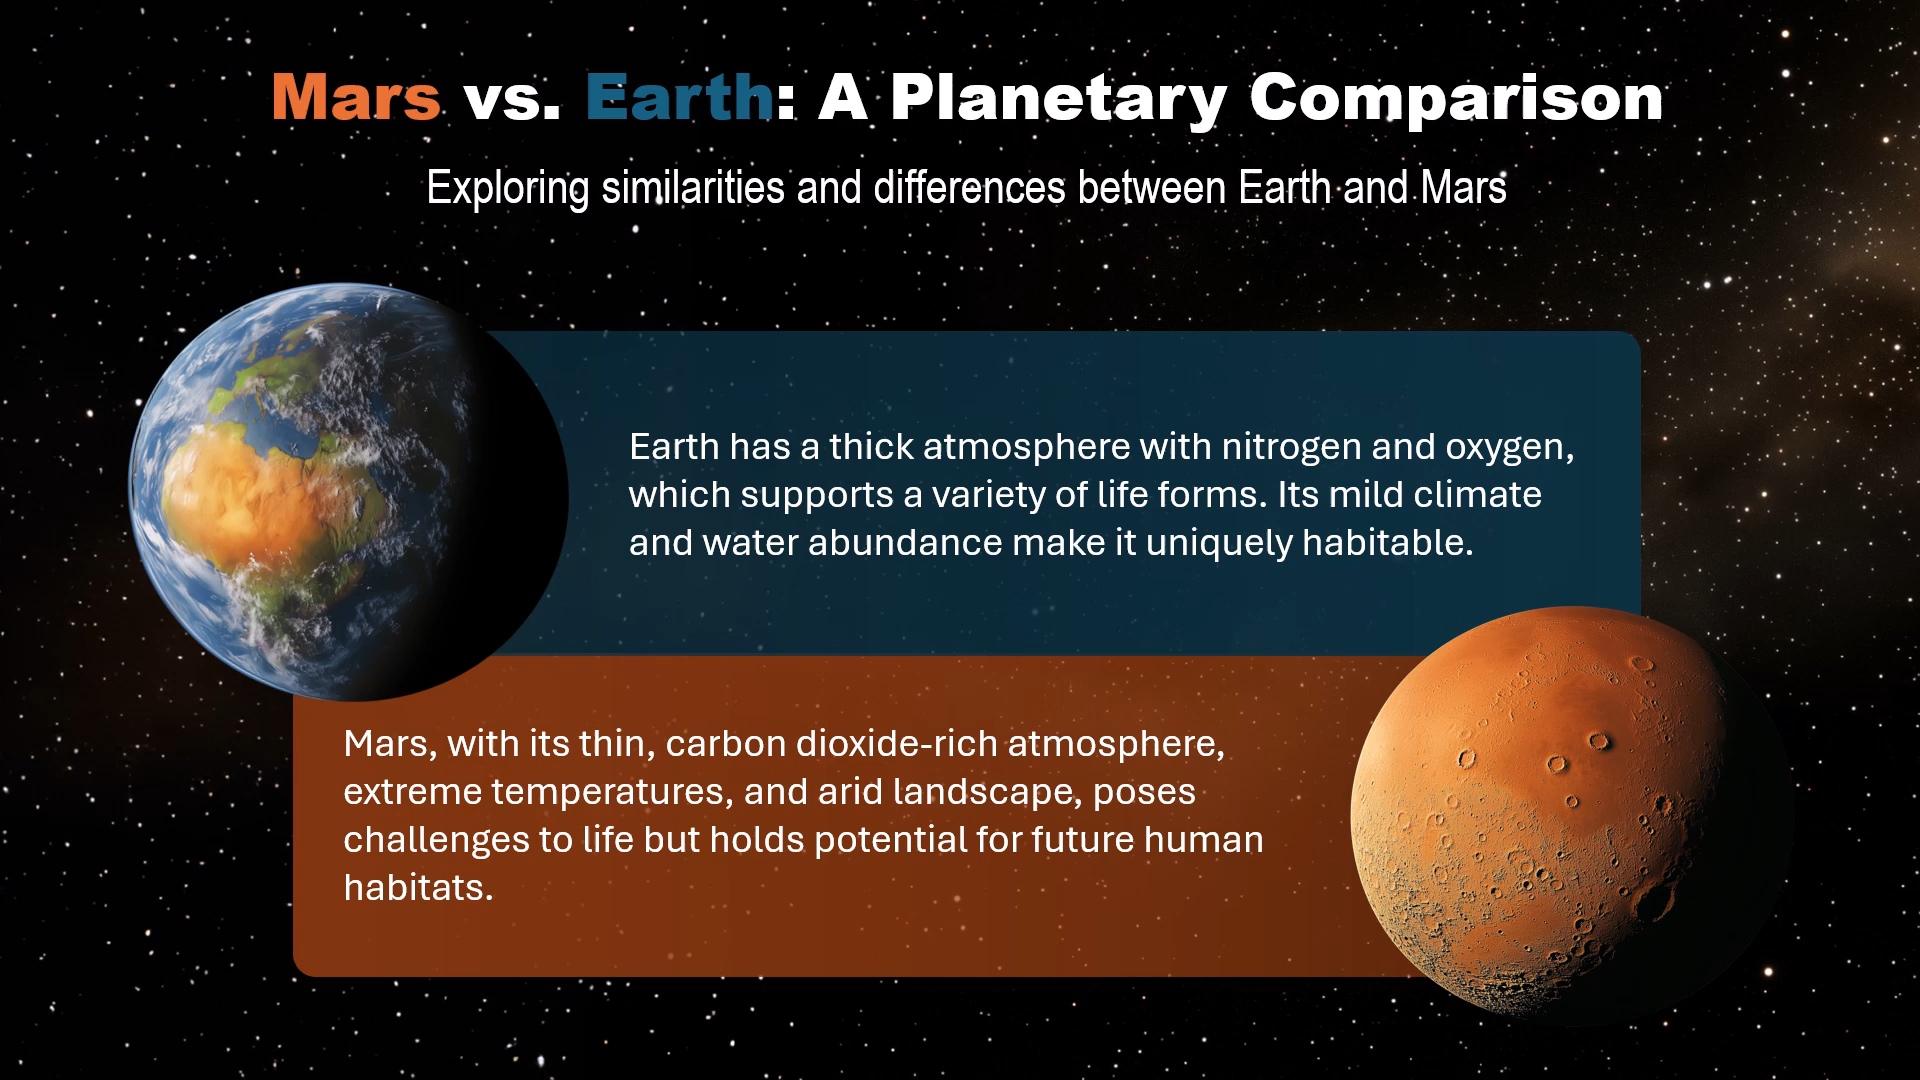 Mars vs. Earth: A Planetary Comparison
Exploring similarities and differences between Earth and Mars
Earth has a thick atmosphere with nitrogen and oxygen,
which supports a variety of life forms. Its mild climate
and water abundance make it uniquely habitable.
Mars, with its thin, carbon dioxide-rich atmosphere,
extreme temperatures, and arid landscape, poses
challenges to life but holds potential for future human
habitats.